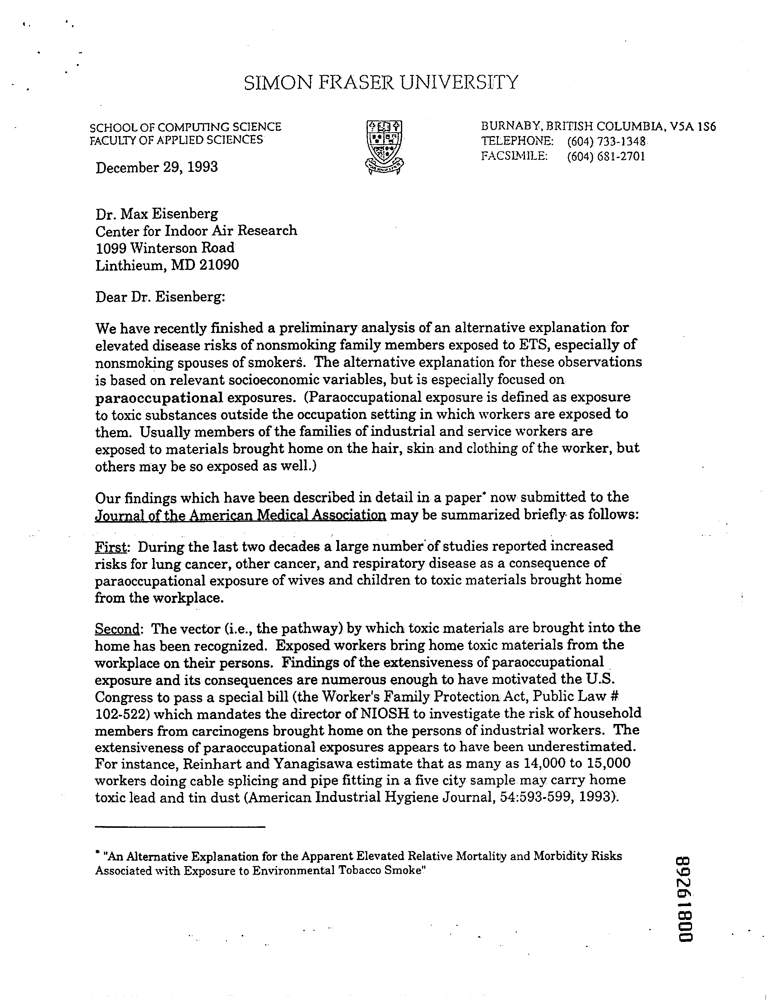 SIMON FRASER UNIVERSITY
SCHOOL OF COMPUTING SCIENCE
FACULTY OF APPLIED SCIENCES
BURNABY, BRITISH COLUMBIA, V5A 1S6
TELEPHONE: (604) 733-1348
FACSIMILE: (604) 681-2701
December 29, 1993
Dr. Max Eisenberg
Center for Indoor Air Research
1099 Winterson Road
Linthieum, MD 21090
Dear Dr. Eisenberg:
We have recently finished a preliminary analysis of an alternative explanation for
elevated disease risks of nonsmoking family members exposed to ETS, especially of
nonsmoking spouses of smokers. The alternative explanation for these observations
is based on relevant socioeconomic variables, but is especially focused on
paraoccupational exposures. (Paraoccupational exposure is defined as exposure
to toxic substances outside the occupation setting in which workers are exposed to
them. Usually members of the families of industrial and service workers are
exposed to materials brought home on the hair, skin and clothing of the worker, but
others may be so exposed as well.)
Our findings which have been described in detail in a paper* now submitted to the
Journal of the American Medical Association may be summarized briefly as follows:
First: During the last two decades a large number of studies reported increased
risks for lung cancer, other cancer, and respiratory disease as a consequence of
paraoccupational exposure of wives and children to toxic materials brought home
from the workplace.
Second: The vector (i.e., the pathway) by which toxic materials are brought into the
home has been recognized. Exposed workers bring home toxic materials from the
workplace on their persons. Findings of the extensiveness of paraoccupational
exposure and its consequences are numerous enough to have motivated the U.S.
Congress to pass a special bill (the Worker's Family Protection Act, Public Law #
102-522) which mandates the director of NIOSH to investigate the risk of household
members from carcinogens brought home on the persons of industrial workers. The
extensiveness of paraoccupational exposures appears to have been underestimated.
For instance, Reinhart and Yanagisawa estimate that as many as 14,000 to 15,000
workers doing cable splicing and pipe fitting in a five city sample may carry home
toxic lead and tin dust (American Industrial Hygiene Journal, 54:593-599, 1993).
* "An Alternative Explanation for the Apparent Elevated Relative Mortality and Morbidity Risks
Associated with Exposure to Environmental Tobacco Smoke"
89261800